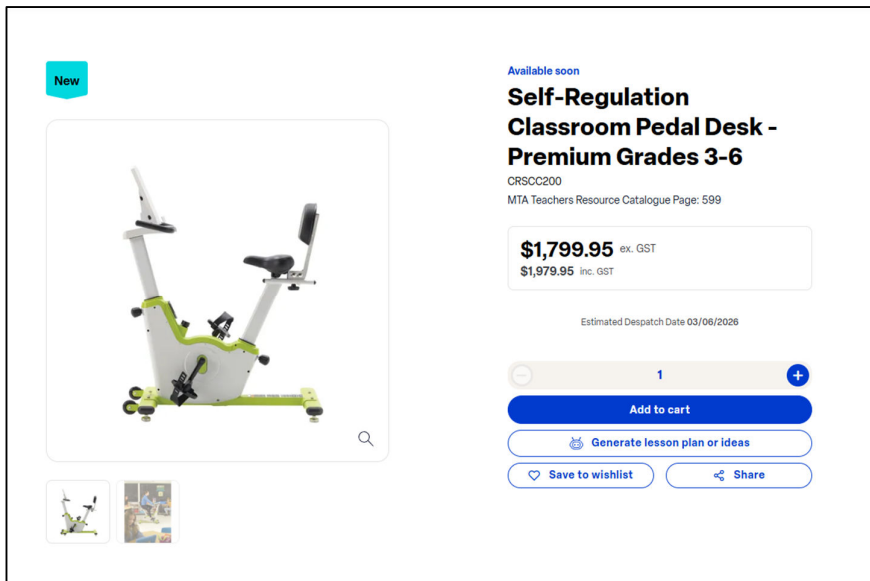 New
Available soon
Self-Regulation
Classroom Pedal Desk -
Premium Grades 3-6
CRSCC200
MTA Teachers Resource Catalogue Page: 599
$1,799.95 ex. GST
$1,979.95 inc. GST
Estimated Despatch Date 03/06/2026
1
Add to cart
Generate lesson plan or ideas
Save to wishlist
Share